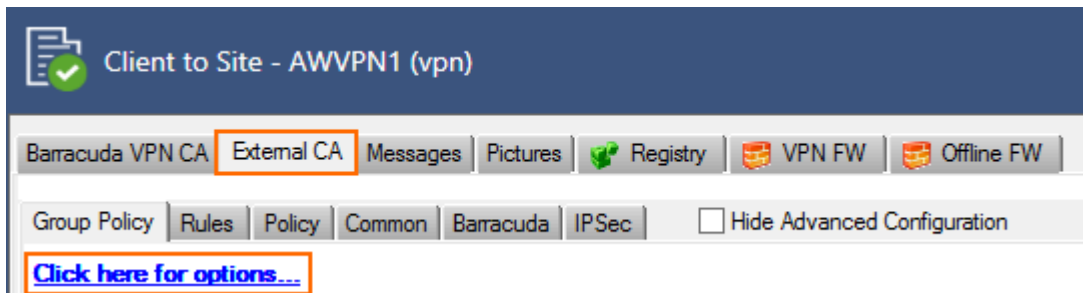 Client to Site - AWVPN1 (vpn)
Barracuda VPN CA External CA Messages Pictures Registry VPN FW Offline FW
Group Policy Rules Policy Common Barracuda IPSec Hide Advanced Configuration
Click here for options...